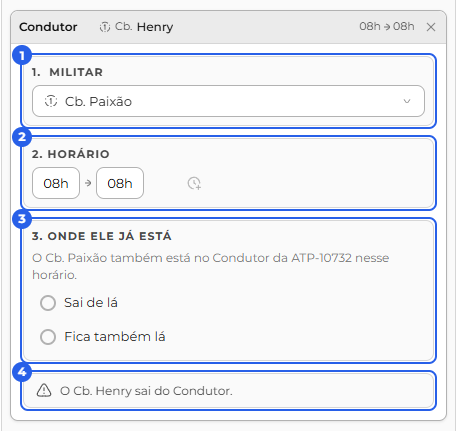 Condutor Cb. Henry 08h → 08h
1
1. MILITAR
Cb. Paixão
2
2. HORÁRIO
08h → 08h
3
3. ONDE ELE JÁ ESTÁ
O Cb. Paixão também está no Condutor da ATP-10732 nesse
horário.
Sai de lá
Fica também lá
4
O Cb. Henry sai do Condutor.